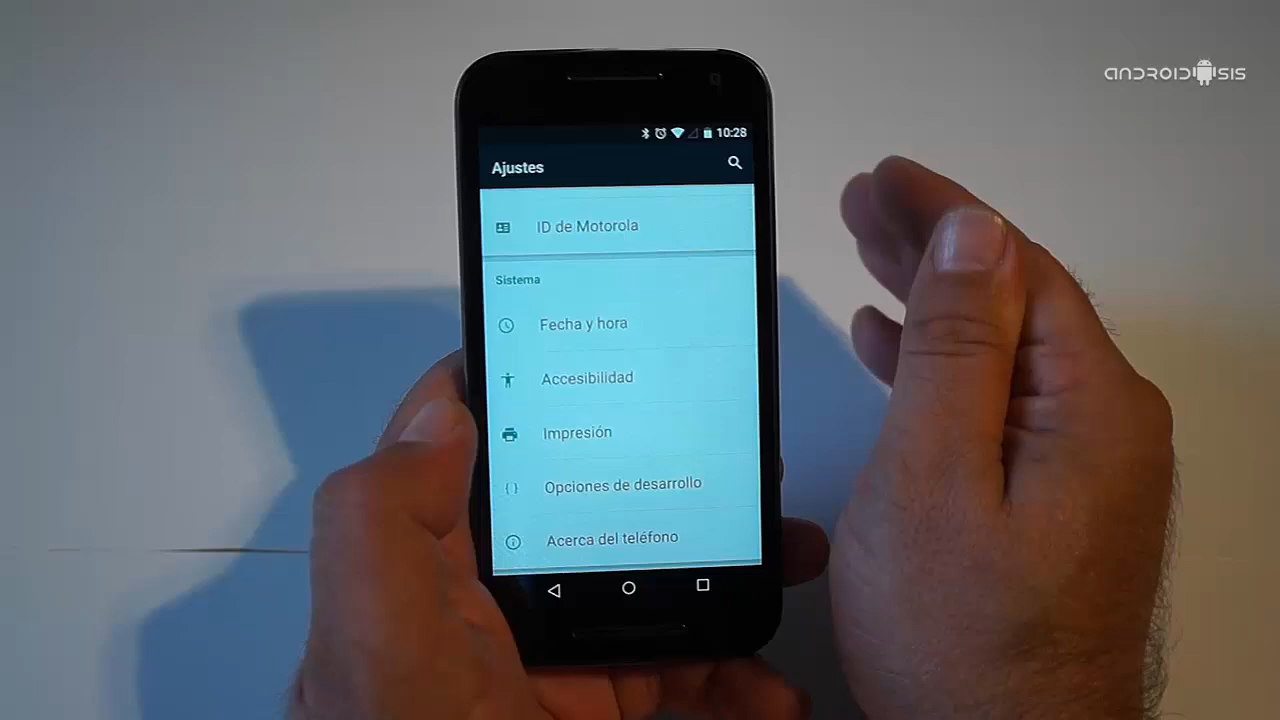 ANDROIDSIS
10:28
Ajustes
ID de Motorola
Sistema
Fecha y hora
Accesibilidad
Impresión
{ } Opciones de desarrollo
Acerca del teléfono